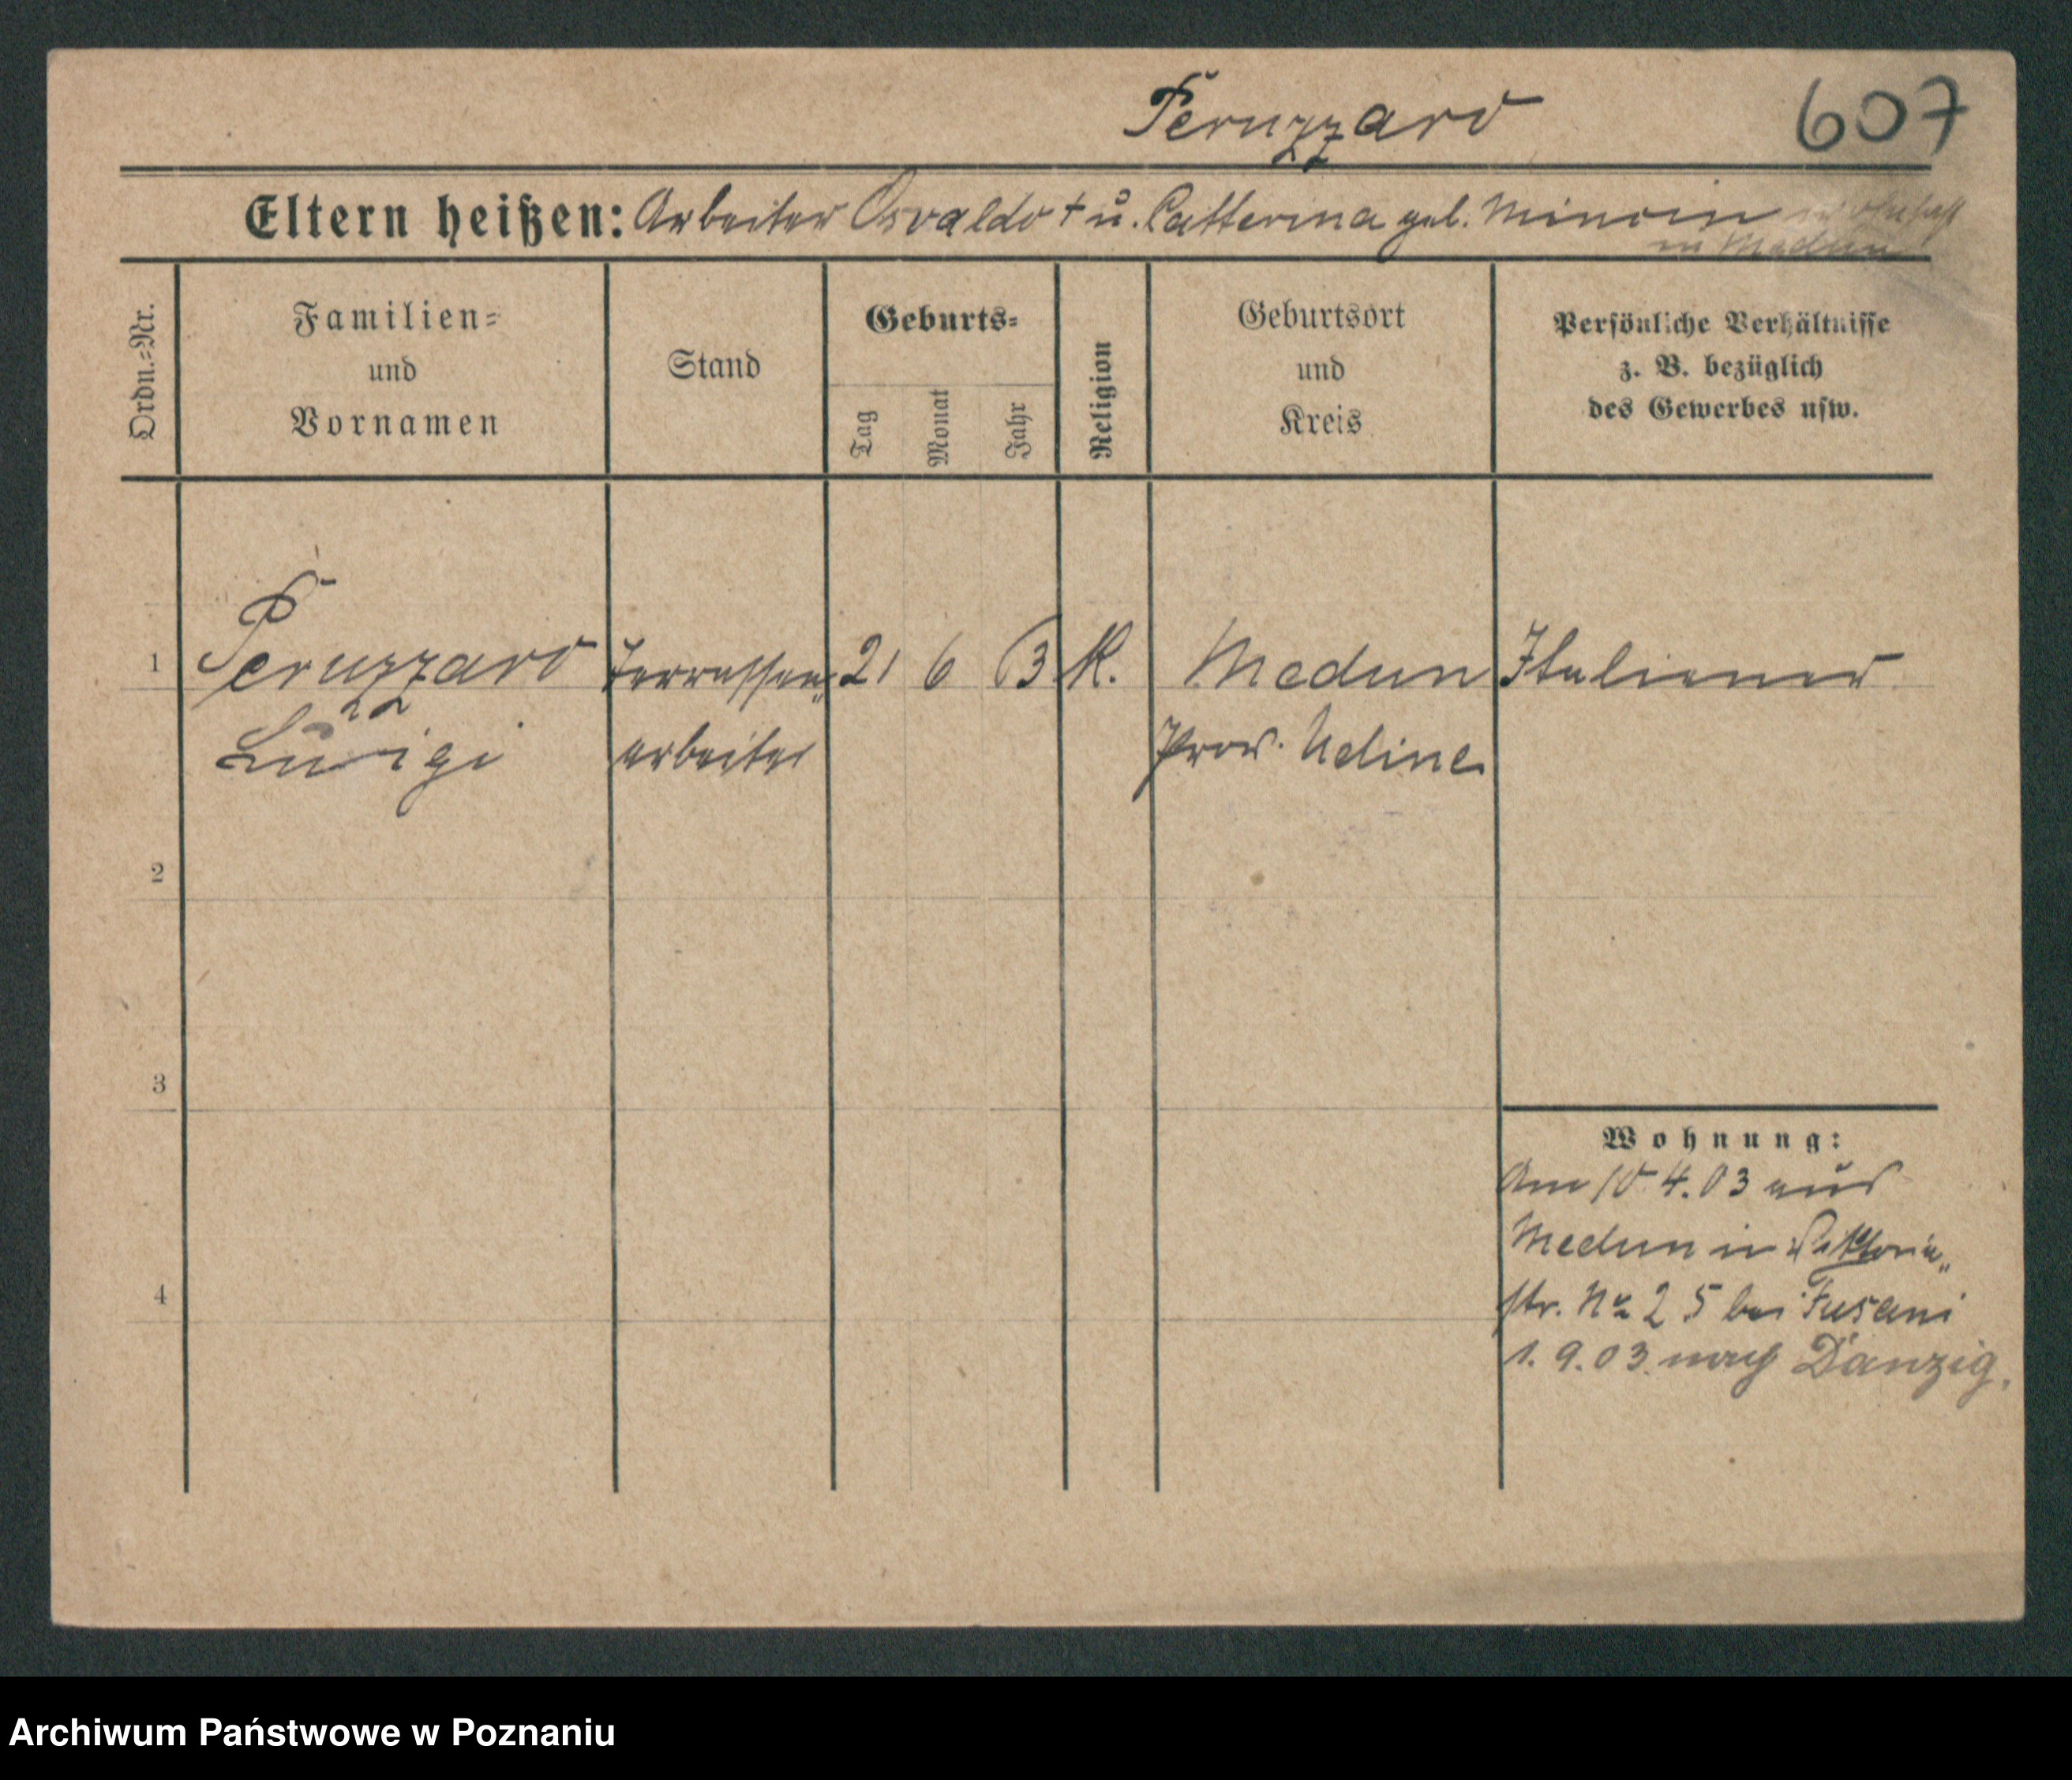 Peruzzaro
607
Eltern heißen: Arbeiter Osvaldo † u. Catterina geb. Minoin wohnhaft
in Medun
Ordn.=Nr.
Familien=
und
Vornamen
Stand
Geburts=
Tag
Monat
Jahr
Religion
Geburtsort
und
Kreis
Persönliche Verhältnisse
z. B. bezüglich
des Gewerbes usw.
1 Peruzzaro Terrassen= 21 6 K. Medun Italiener
Luigi arbeiter Prov. Udine
2
3
4
Wohnung:
Am 10 4. 03 aus
Medun in Viktoria"
str. No 25 bei Fusani
1. 9. 03. nach Danzig.
Archiwum Państwowe w Poznaniu